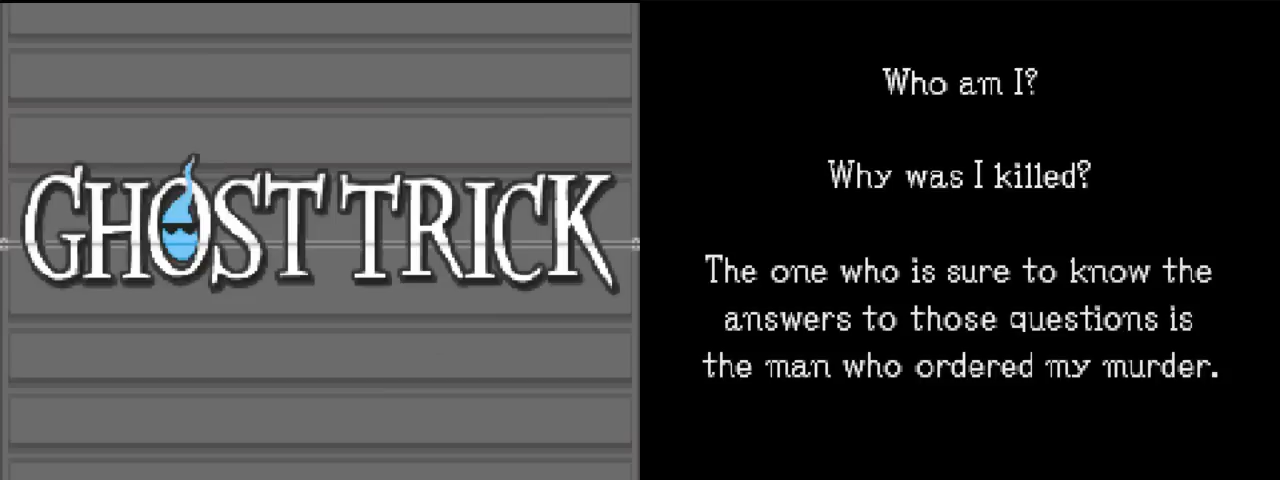 GHOST TRICK
Who am I?
Why was I killed?
The one who is sure to know the
answers to those questions is
the man who ordered my murder.